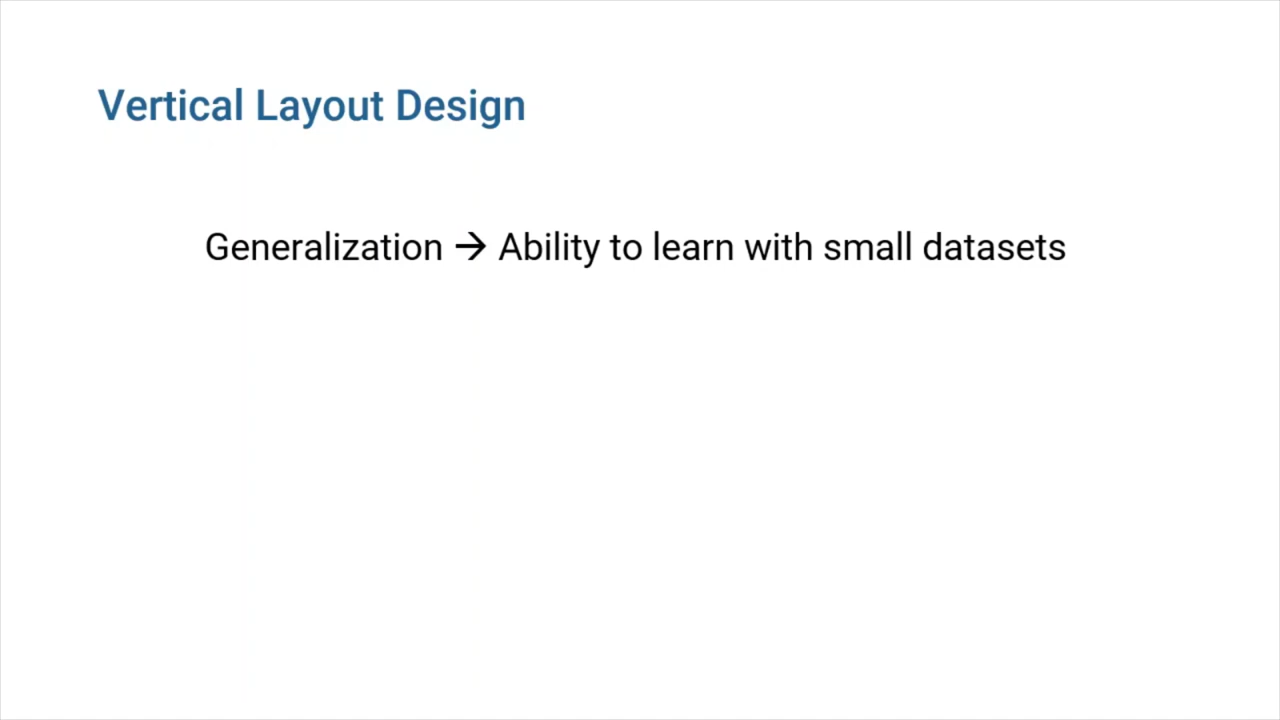 Vertical Layout Design
Generalization → Ability to learn with small datasets